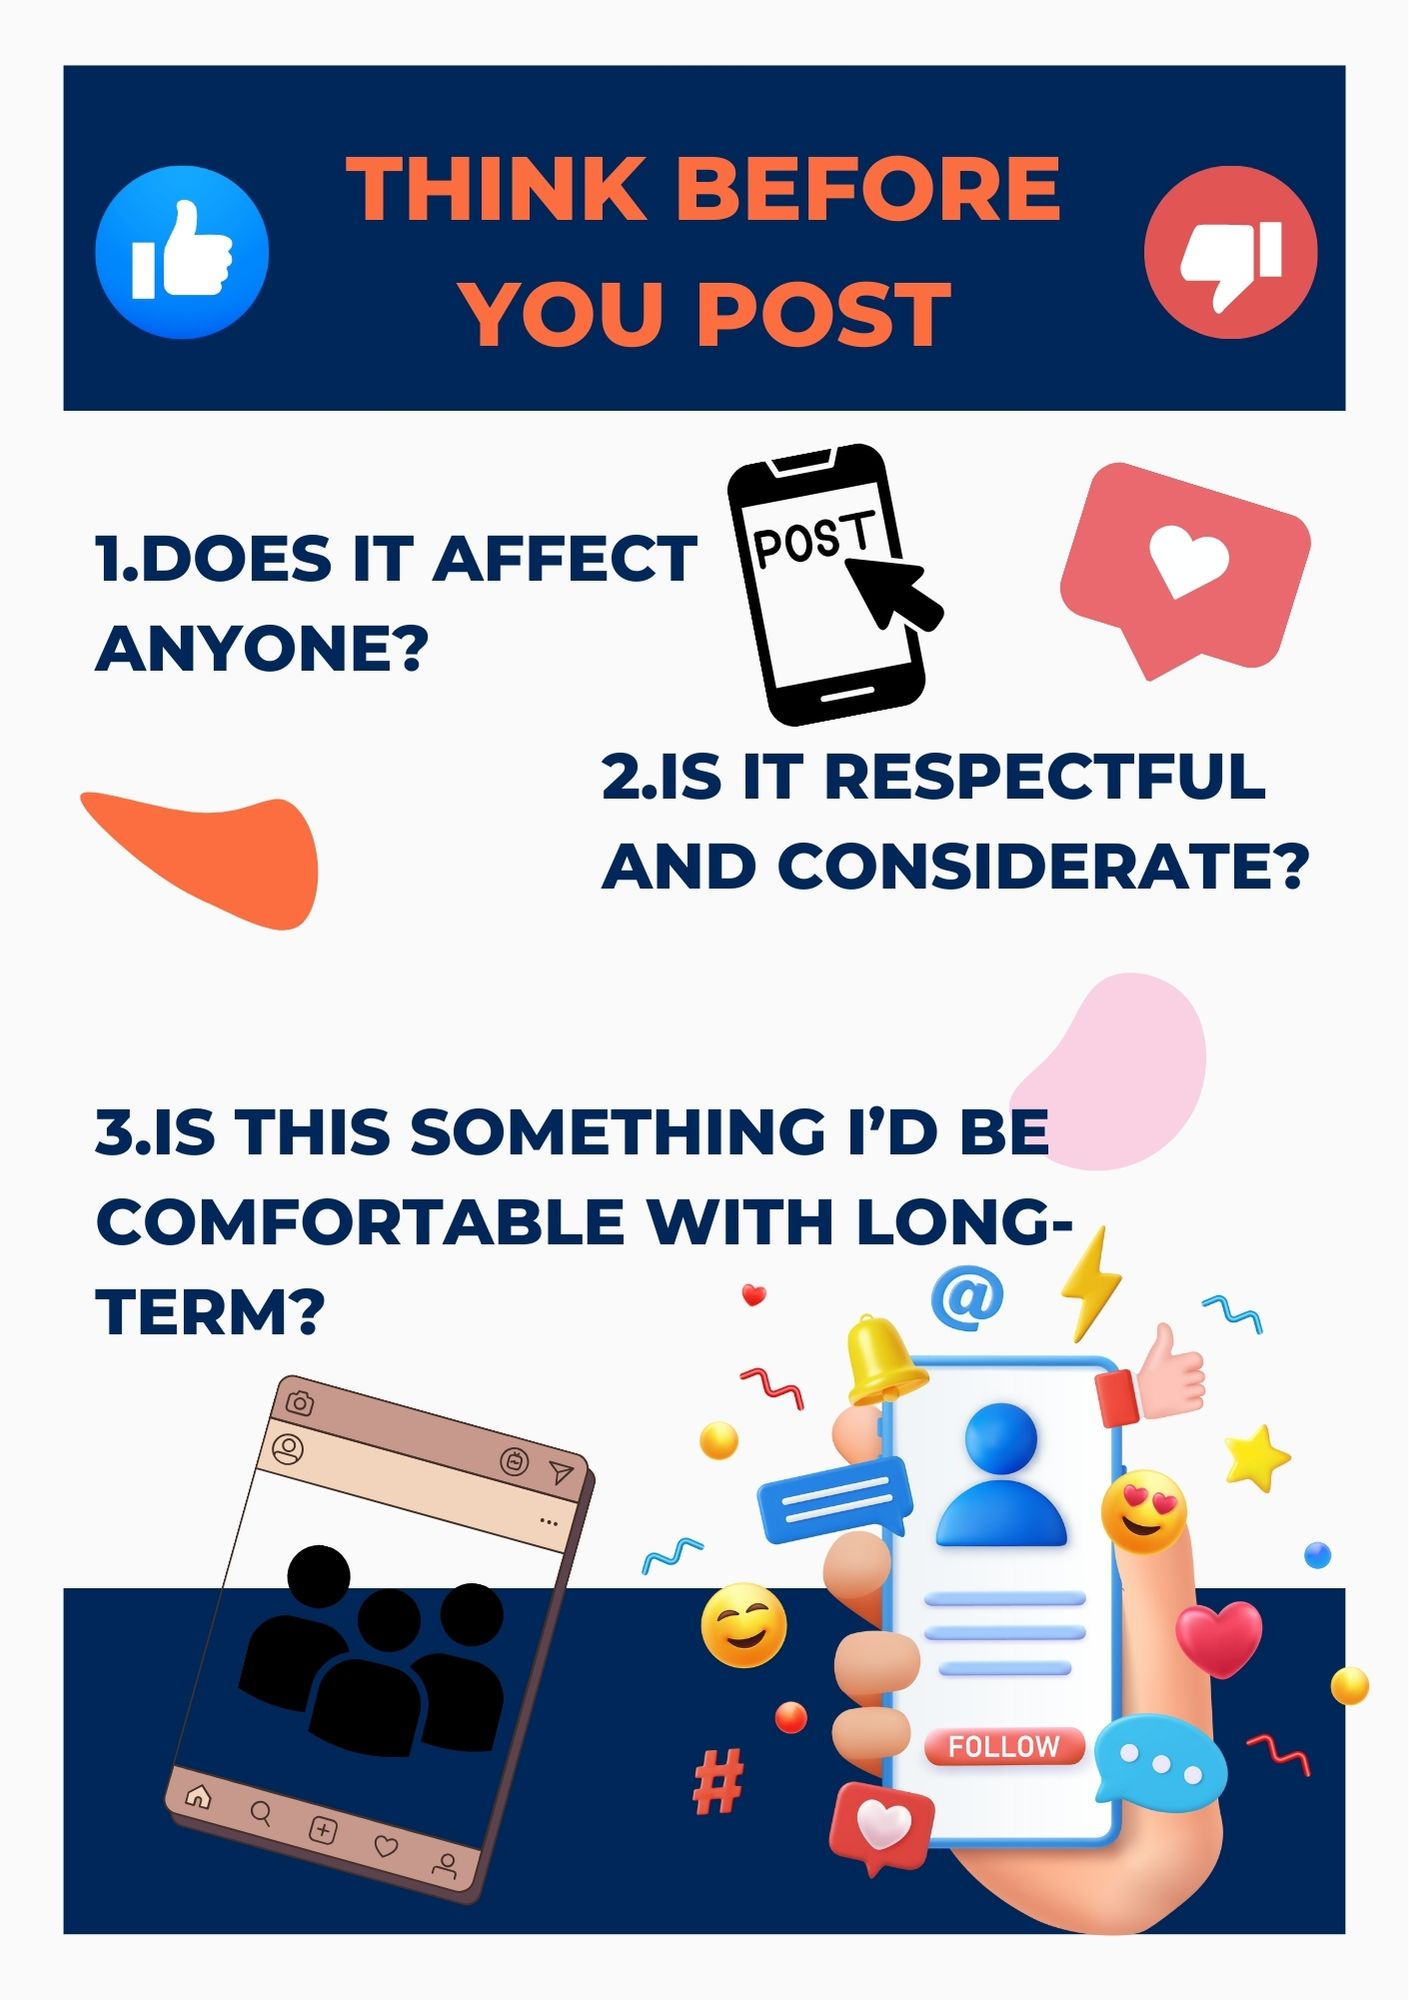 THINK BEFORE
YOU POST
POST
1.DOES IT AFFECT
ANYONE?
2.IS IT RESPECTFUL
AND CONSIDERATE?
3.IS THIS SOMETHING I’D BE
COMFORTABLE WITH LONG-
TERM?
@
FOLLOW
#